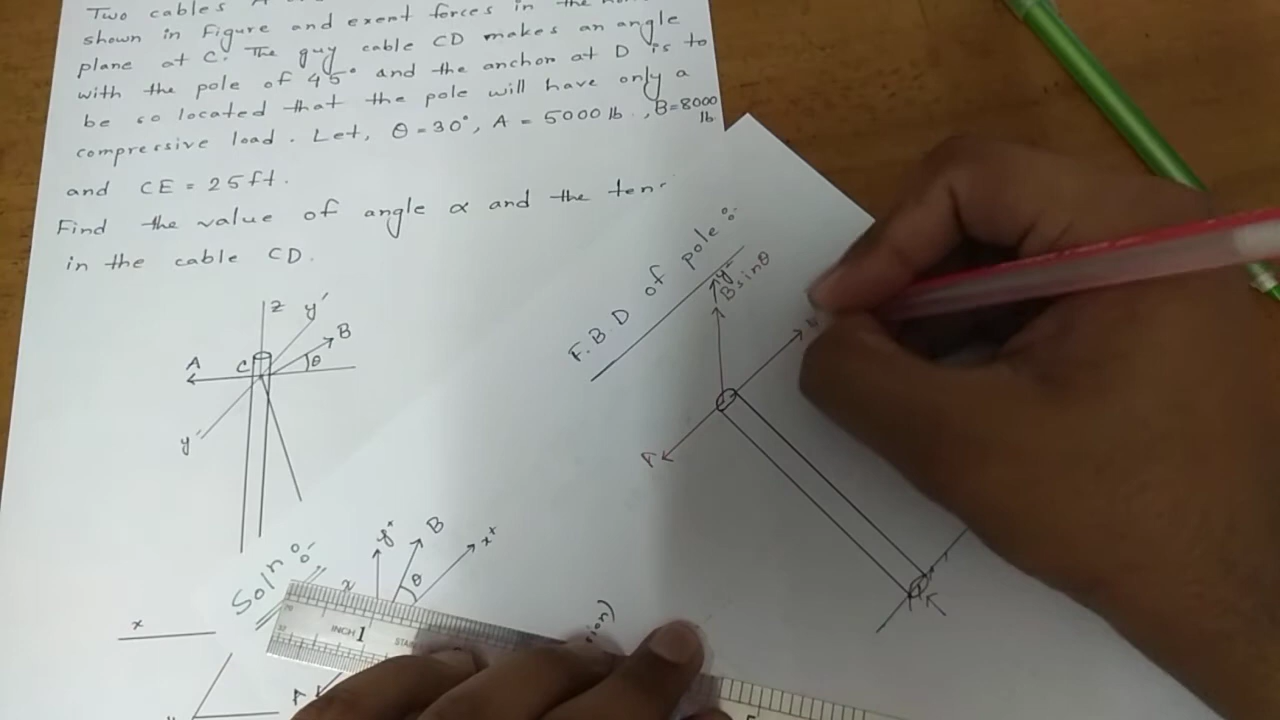 Two cables A
shown in Figure and exert forces in the
plane at C. The guy cable CD makes an angle
with the pole of 45° and the anchor at D is to
be so located that the pole will have only a
compressive load. Let, θ = 30°, A = 5000 lb, B = 8000
lb
and CE = 25 ft.
Find the value of angle α and the
in the cable CD.
z
y'
B
A
C
θ
y'
F.B.D of pole :-
y
B sinθ
Soln :-
B
x⁺
θ
x
x
INCH 1